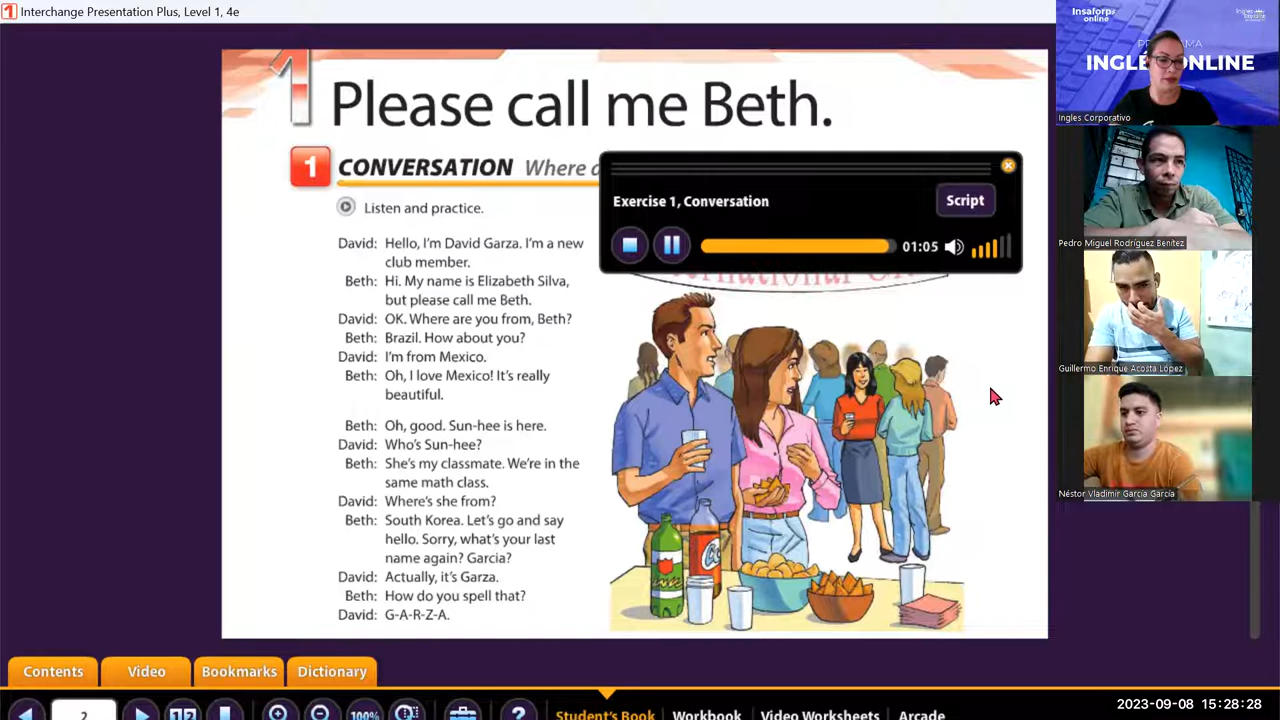 Interchange Presentation Plus, Level 1, 4e
1 Please call me Beth.
1 CONVERSATION Where
Listen and practice.
David: Hello, I'm David Garza. I'm a new
club member.
Beth: Hi. My name is Elizabeth Silva,
but please call me Beth.
David: OK. Where are you from, Beth?
Beth: Brazil. How about you?
David: I'm from Mexico.
Beth: Oh, I love Mexico! It's really
beautiful.
Beth: Oh, good. Sun-hee is here.
David: Who's Sun-hee?
Beth: She's my classmate. We're in the
same math class.
David: Where's she from?
Beth: South Korea. Let's go and say
hello. Sorry, what's your last
name again? Garcia?
David: Actually, it's Garza.
Beth: How do you spell that?
David: G-A-R-Z-A.
Exercise 1, Conversation
Script
01:05
Insaforp
online
INGLÉS ONLINE
Ingles Corporativo
Pedro Miguel Rodríguez Benítez
Guillermo Enrique Acosta López
Néstor Vladimir García García
Contents
Video
Bookmarks
Dictionary
2
100%
?
Student's Book
Workbook
Video Worksheets
Arcade
2023-09-08 15:28:28